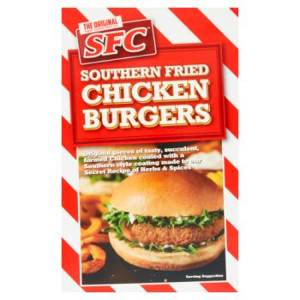 THE ORIGINAL
SFC
SOUTHERN FRIED
CHICKEN
BURGERS
Original pieces of tasty, succulent,
formed Chicken coated with a
Southern style coating made to our
Secret Recipe of Herbs & Spices
Serving Suggestion